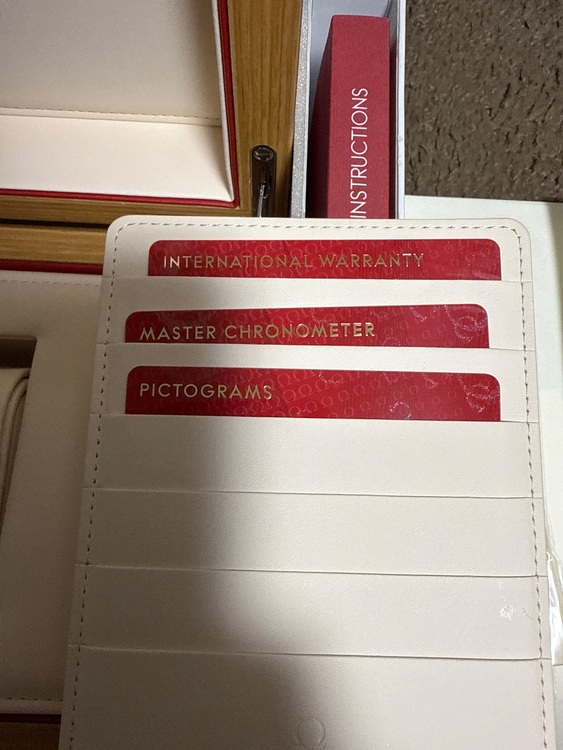 INSTRUCTIONS
INTERNATIONAL WARRANTY
MASTER CHRONOMETER
PICTOGRAMS